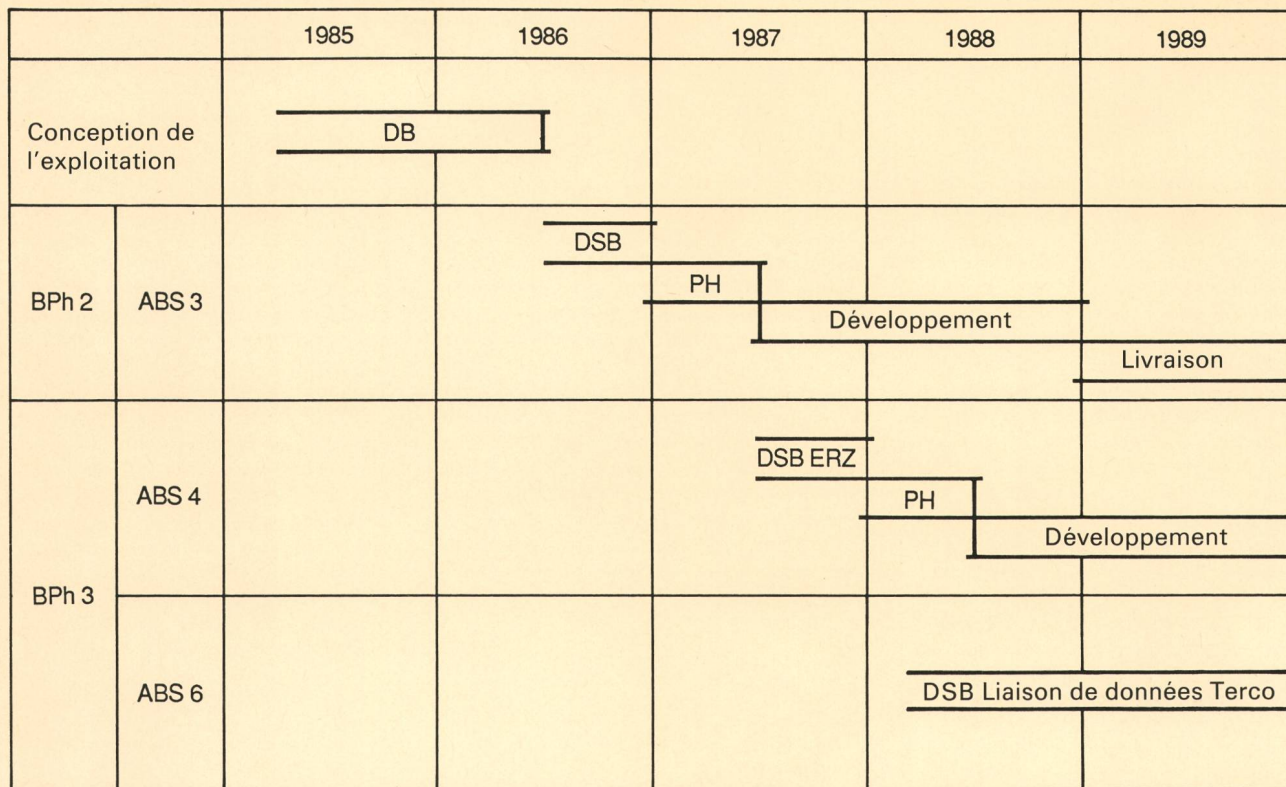 1985 1986 1987 1988 1989
Conception de
l'exploitation
DB
DSB
BPh 2 ABS 3
PH
Développement
Livraison
DSB ERZ
ABS 4
PH
Développement
BPh 3
ABS 6
DSB Liaison de données Terco